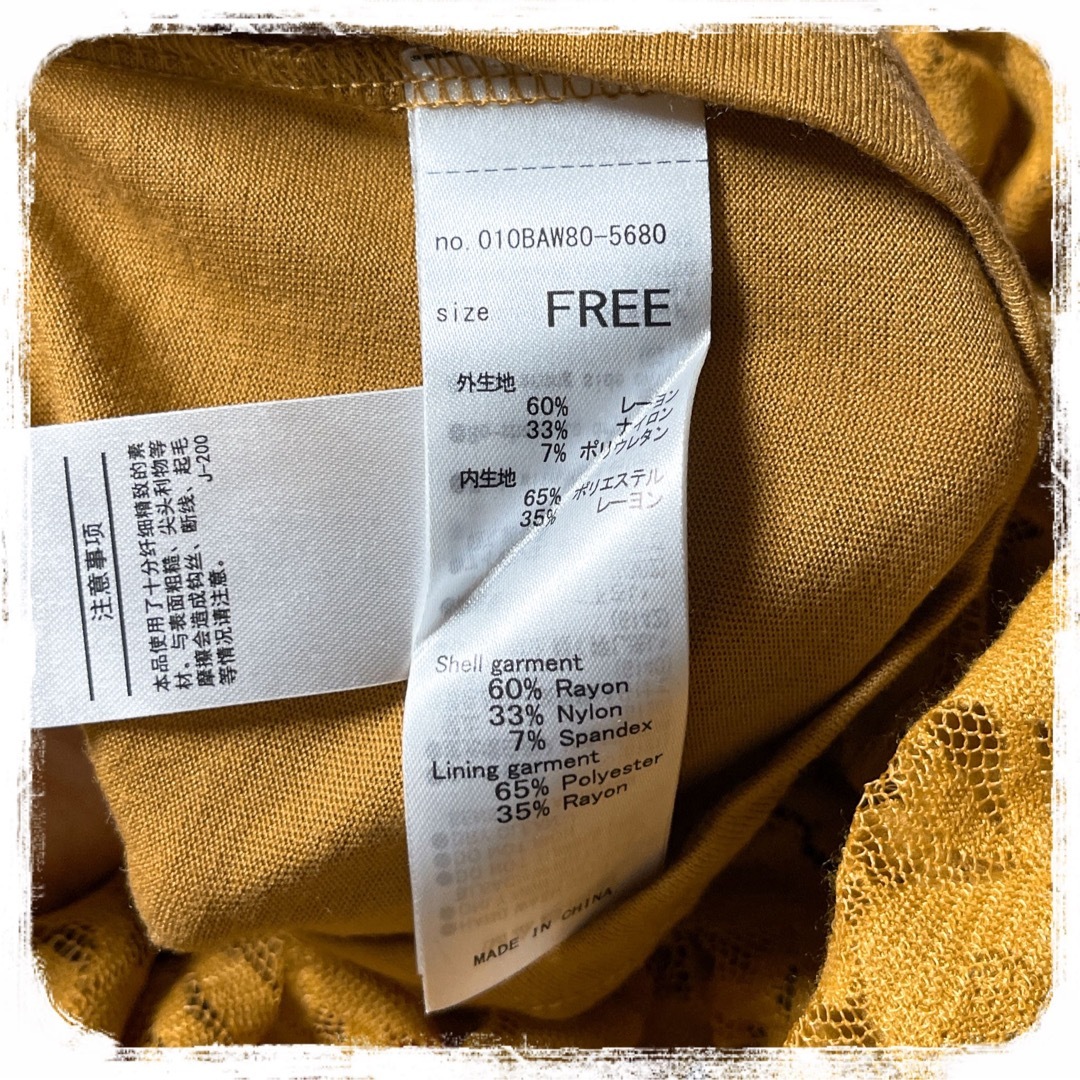 no. 010BAW80-5680
size FREE
外生地
60% レーヨン
33% ナイロン
7% ポリウレタン
内生地
65% ポリエステル
35% レーヨン
Shell garment
60% Rayon
33% Nylon
7% Spandex
Lining garment
65% Polyester
35% Rayon
MADE IN CHINA
注意事项
本品使用了十分纤细精致的素
材。与表面粗糙、尖头利物等
摩擦会造成钩丝、断线、起毛
等情况请注意。 J-200